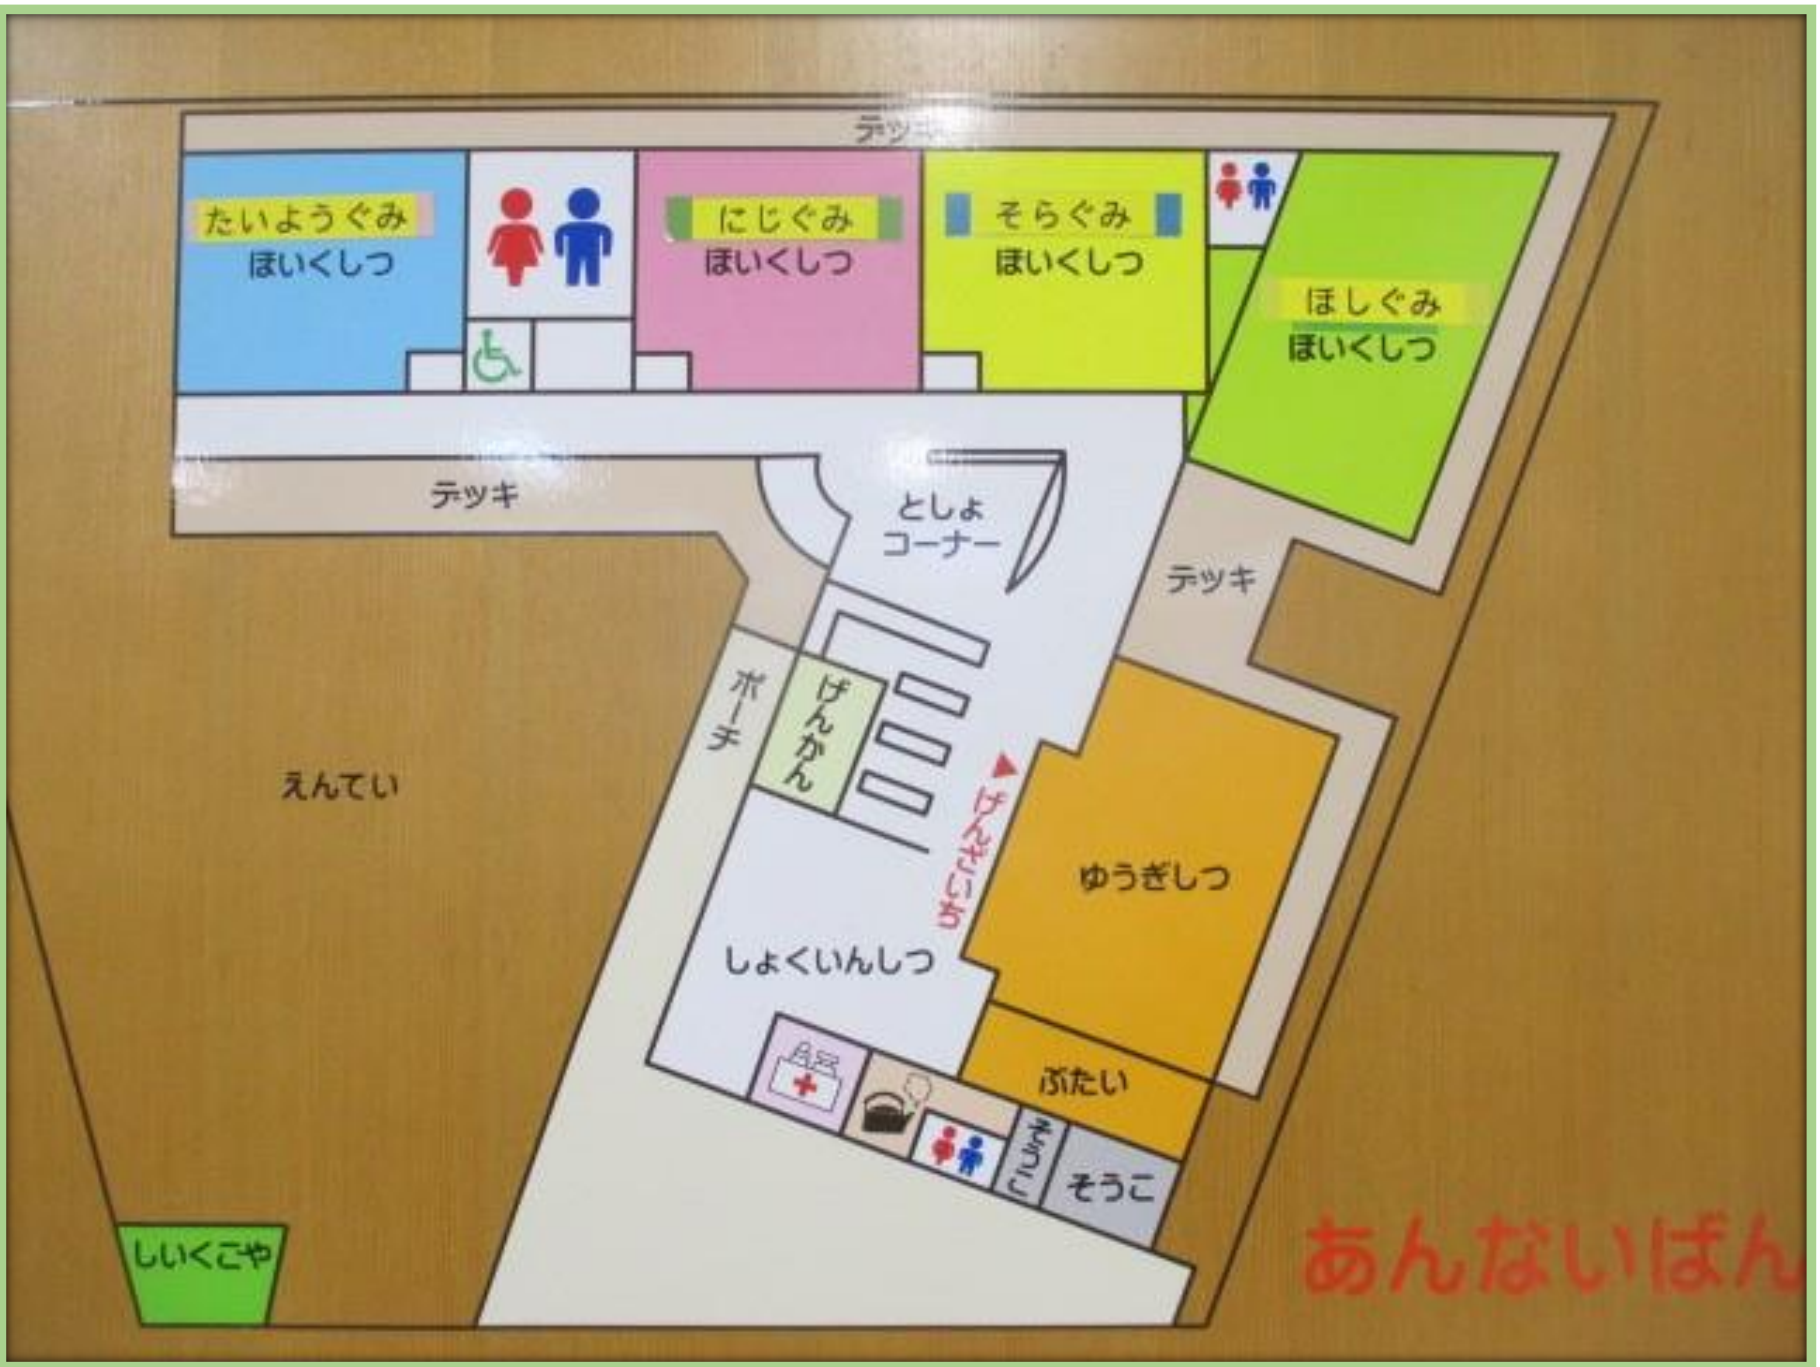 デッキ
たいようぐみ
ほいくしつ
にじぐみ
ほいくしつ
そらぐみ
ほいくしつ
ほしぐみ
ほいくしつ
デッキ
としょ
コーナー
デッキ
ポーチ
げんかん
えんてい
げんざいち
ゆうぎしつ
しょくいんしつ
ぶたい
そうこ
そうこ
しいくごや
あんないばん